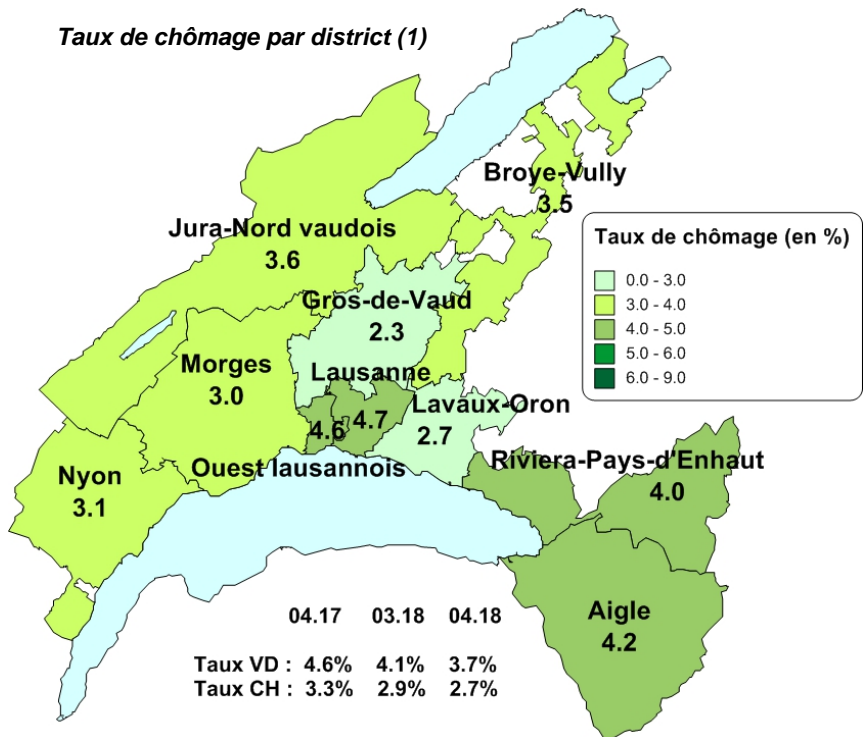 Taux de chômage par district (1)
Broye-Vully
3.5
Jura-Nord vaudois
3.6
Taux de chômage (en %)
0.0 - 3.0
3.0 - 4.0
4.0 - 5.0
5.0 - 6.0
6.0 - 9.0
Gros-de-Vaud
2.3
Morges
3.0
Lausanne
4.7
4.6
Lavaux-Oron
2.7
Ouest lausannois
Riviera-Pays-d'Enhaut
4.0
Nyon
3.1
Aigle
4.2
04.17 03.18 04.18
Taux VD : 4.6% 4.1% 3.7%
Taux CH : 3.3% 2.9% 2.7%